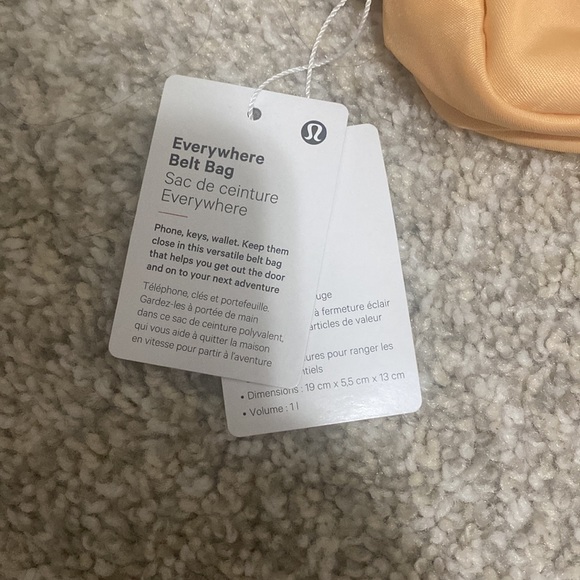 Everywhere
Belt Bag
Sac de ceinture
Everywhere
Phone, keys, wallet. Keep them
close in this versatile belt bag
that helps you get out the door
and on to your next adventure
Téléphone, clés et portefeuille.
Gardez-les à portée de main
dans ce sac de ceinture polyvalent,
qui vous aide à quitter la maison
en vitesse pour partir à l'aventure
uge
à fermeture éclair
articles de valeur
ures pour ranger les
tiels
• Dimensions : 19 cm x 5,5 cm x 13 cm
• Volume : 1 l